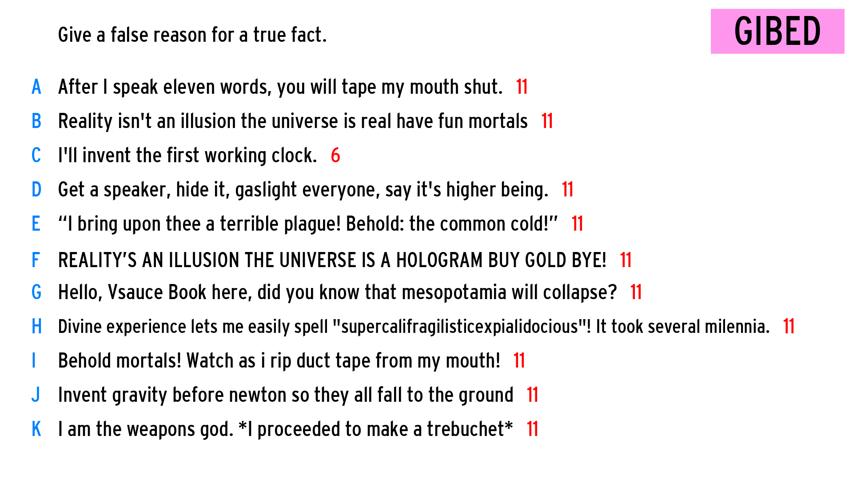 Give a false reason for a true fact.
GIBED
A After I speak eleven words, you will tape my mouth shut. 11
B Reality isn't an illusion the universe is real have fun mortals 11
C I'll invent the first working clock. 6
D Get a speaker, hide it, gaslight everyone, say it's higher being. 11
E “I bring upon thee a terrible plague! Behold: the common cold!” 11
F REALITY’S AN ILLUSION THE UNIVERSE IS A HOLOGRAM BUY GOLD BYE! 11
G Hello, Vsauce Book here, did you know that mesopotamia will collapse? 11
H Divine experience lets me easily spell "supercalifragilisticexpialidocious"! It took several milennia. 11
I Behold mortals! Watch as i rip duct tape from my mouth! 11
J Invent gravity before newton so they all fall to the ground 11
K I am the weapons god. *I proceeded to make a trebuchet* 11